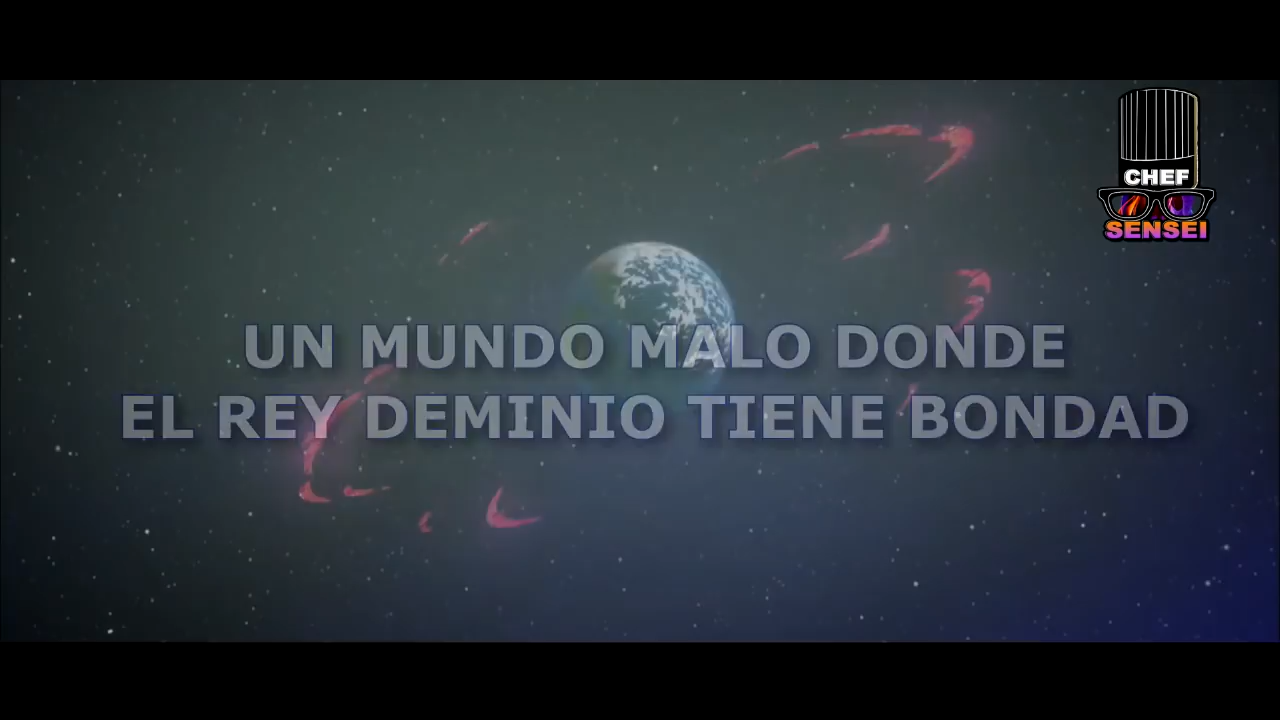 CHEF
SENSEI
UN MUNDO MALO DONDE
EL REY DEMINIO TIENE BONDAD